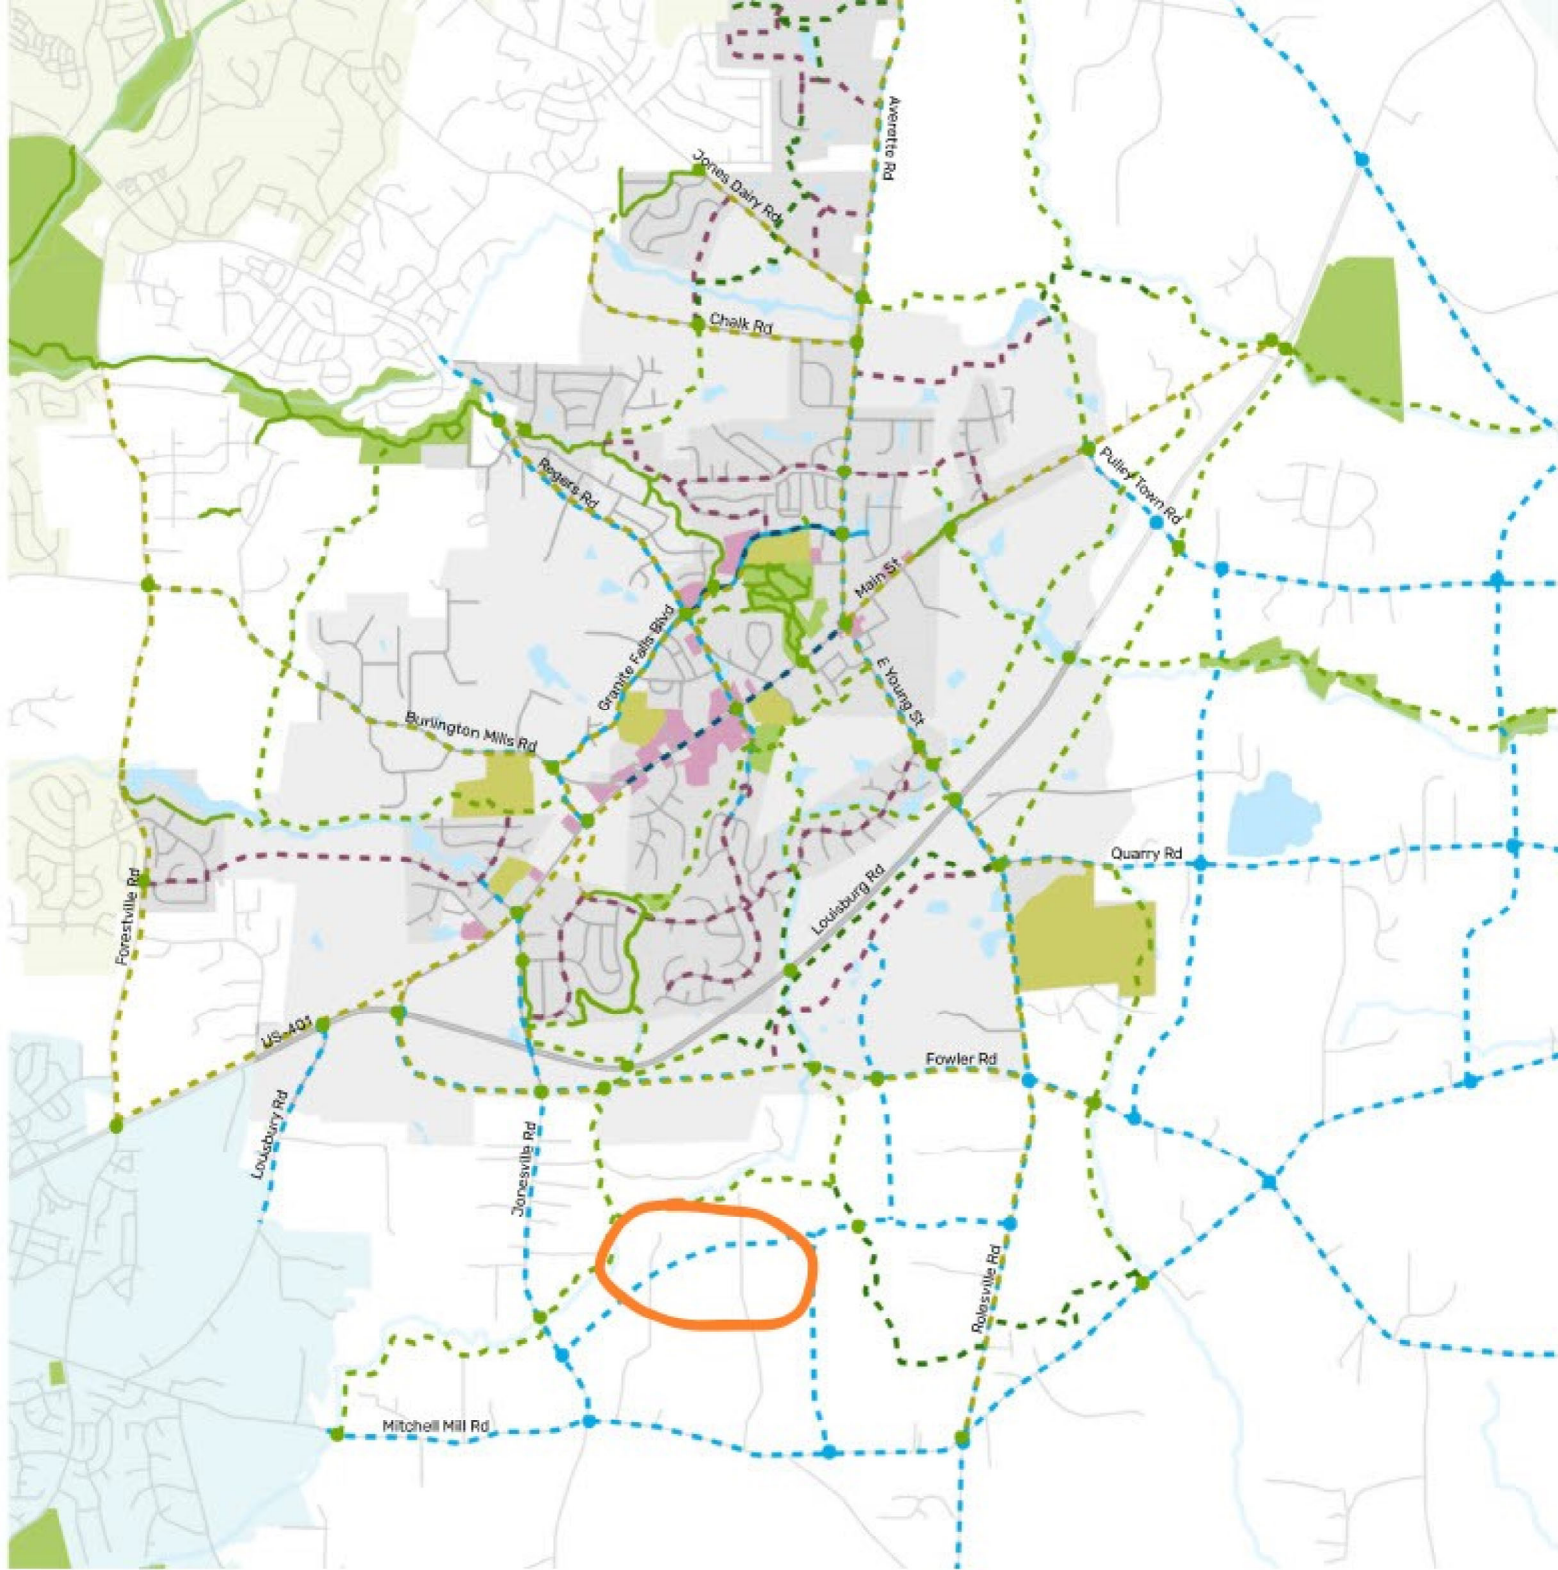 Averette Rd
Jones Dairy Rd
Chalk Rd
Rogers Rd
Pulley Town Rd
Main St
Granite Falls Blvd
E Young St
Burlington Mills Rd
Quarry Rd
Forestville Rd
Louisburg Rd
US-401
Fowler Rd
Louisbury Rd
Jonesville Rd
Rolesville Rd
Mitchell Mill Rd